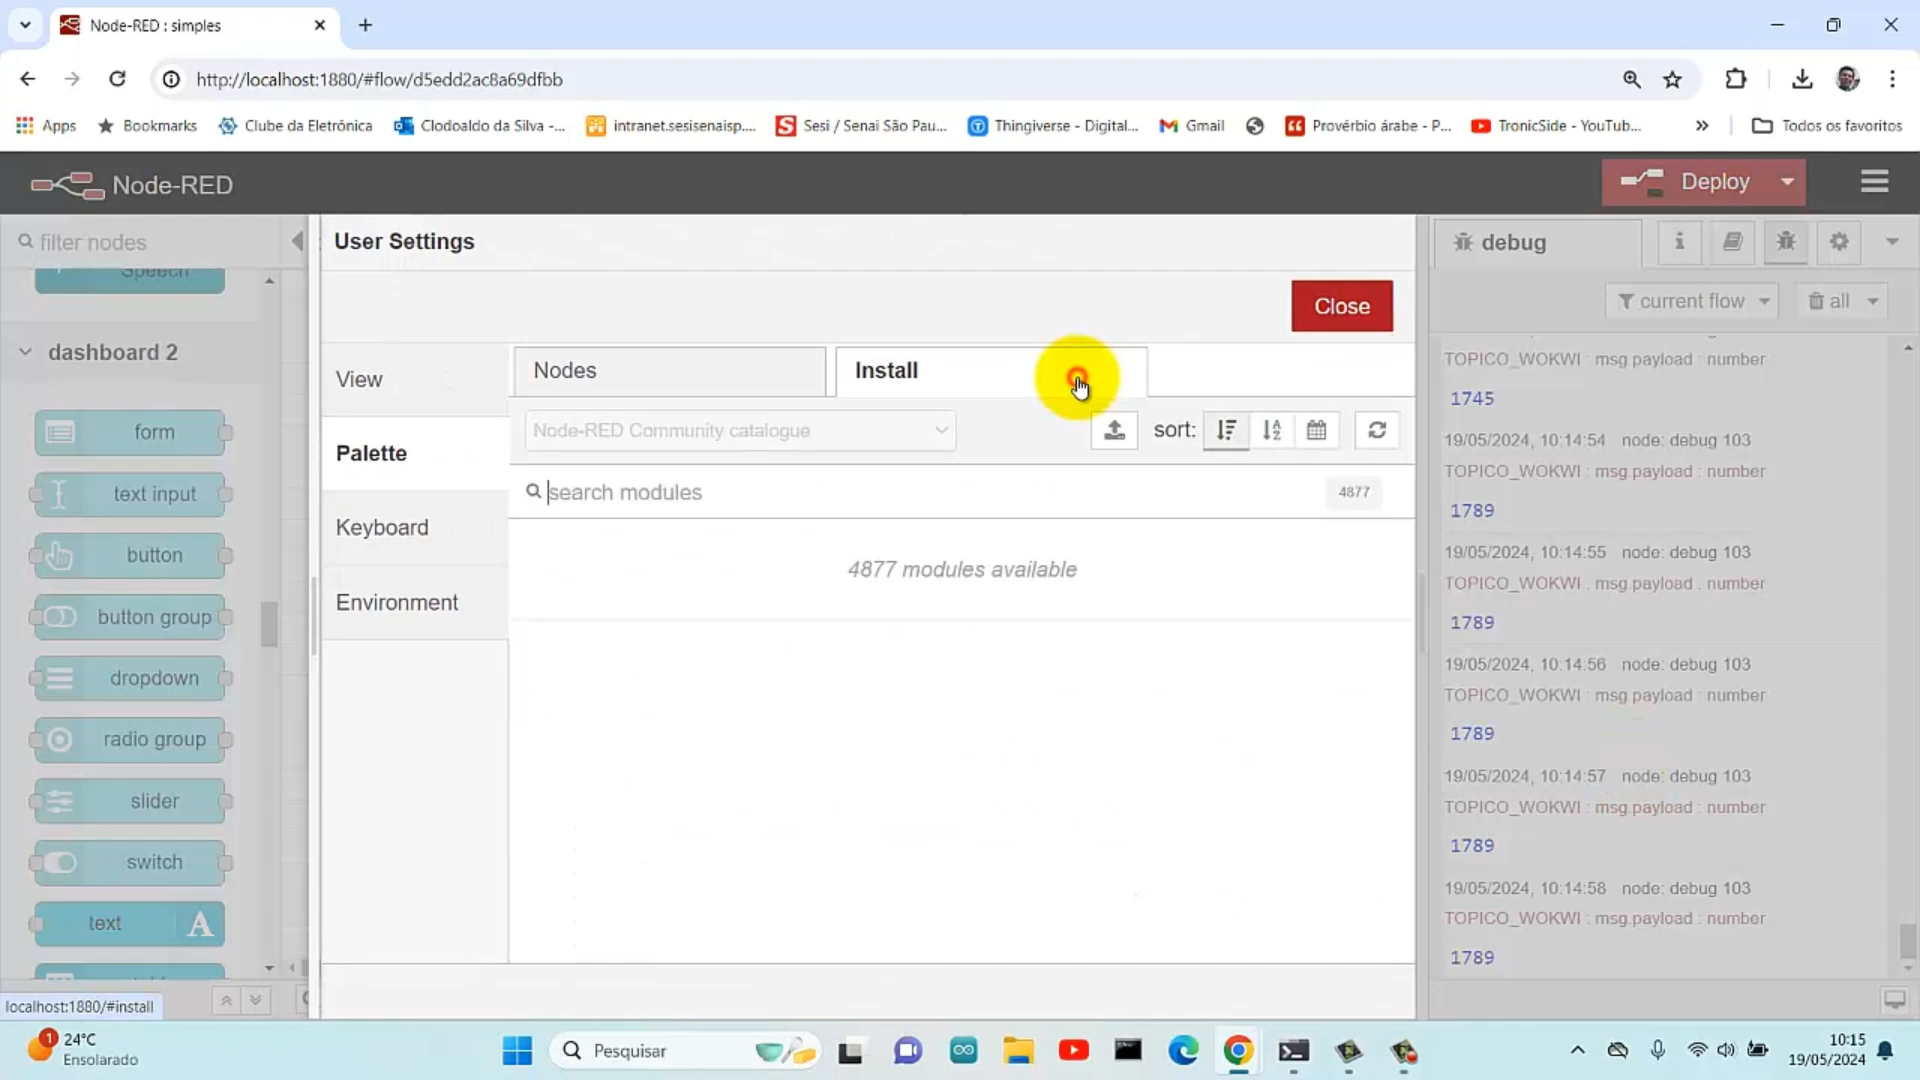 Node-RED : simples
http://localhost:1880/#flow/d5edd2ac8a69dfbb
Apps
Bookmarks
Clube da Eletrônica
Clodoaldo da Silva -...
intranet.sesisenaisp....
Sesi / Senai São Pau...
Thingiverse - Digital...
Gmail
Provérbio árabe - P...
TronicSide - YouTub...
Todos os favoritos
Node-RED
Deploy
filter nodes
Speech
dashboard 2
form
text input
button
button group
dropdown
radio group
slider
switch
text
localhost:1880/#install
User Settings
Close
View
Palette
Keyboard
Environment
Nodes
Install
Node-RED Community catalogue
sort:
search modules
4877
4877 modules available
debug
current flow
all
TOPICO_WOKWI : msg.payload : number
1745
19/05/2024, 10:14:54 node: debug 103
TOPICO_WOKWI : msg.payload : number
1789
19/05/2024, 10:14:55 node: debug 103
TOPICO_WOKWI : msg.payload : number
1789
19/05/2024, 10:14:56 node: debug 103
TOPICO_WOKWI : msg.payload : number
1789
19/05/2024, 10:14:57 node: debug 103
TOPICO_WOKWI : msg.payload : number
1789
19/05/2024, 10:14:58 node: debug 103
TOPICO_WOKWI : msg.payload : number
1789
1
24°C
Ensolarado
Pesquisar
10:15
19/05/2024